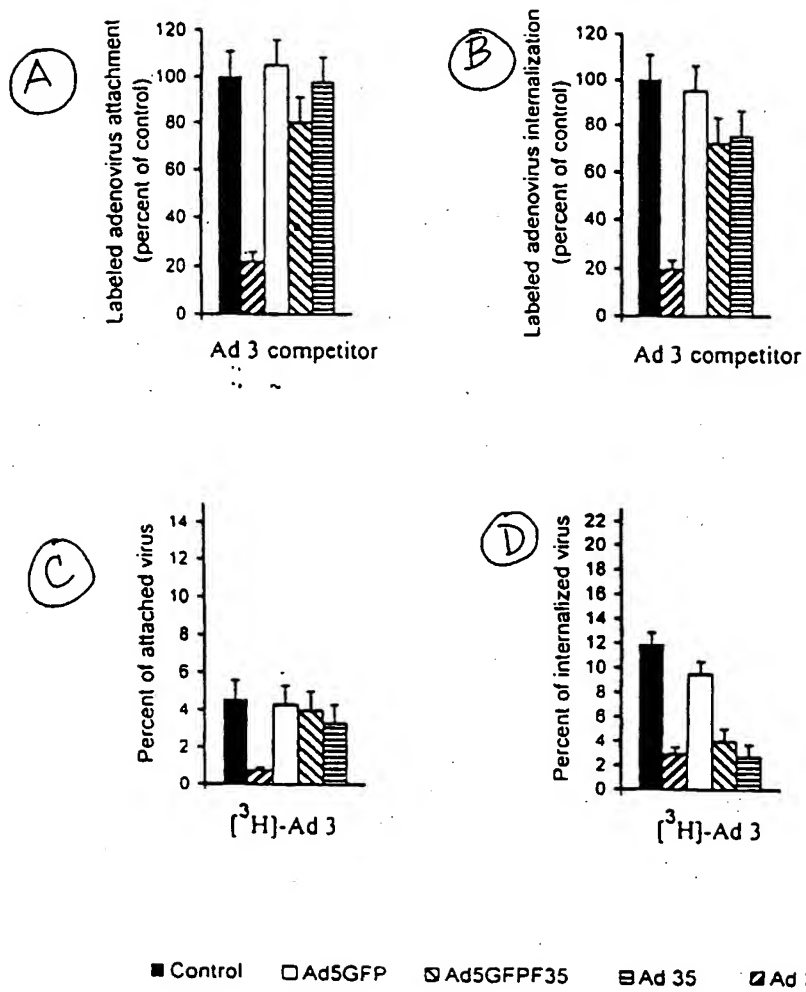 A
Labeled adenovirus attachment
(percent of control)
120
100
80
60
40
20
0
Ad 3 competitor
B
Labeled adenovirus internalization
(percent of control)
120
100
80
60
40
20
0
Ad 3 competitor
C
Percent of attached virus
14
12
10
8
6
4
2
0
[³H]-Ad 3
D
Percent of internalized virus
22
20
18
16
14
12
10
8
6
4
2
0
[³H]-Ad 3
Control
Ad5GFP
Ad5GFPF35
Ad 35
Ad